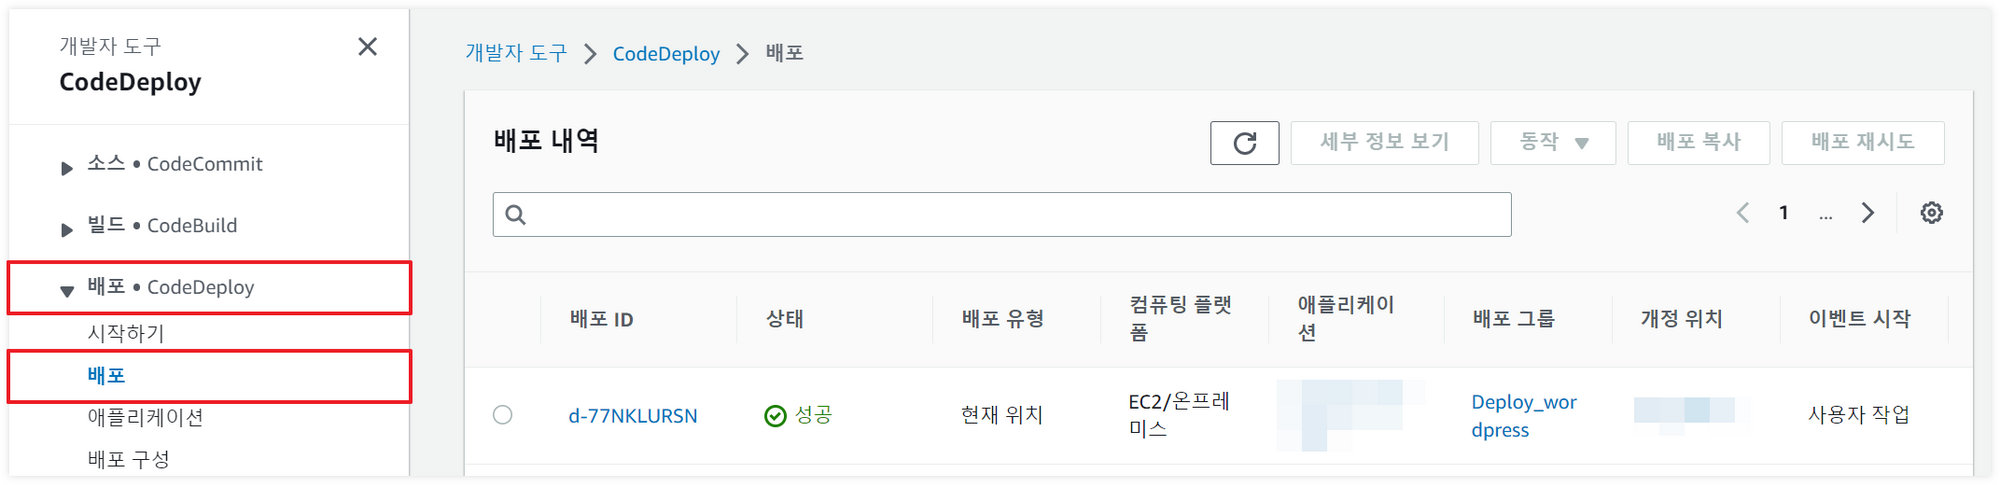 개발자 도구
CodeDeploy
소스 • CodeCommit
빌드 • CodeBuild
배포 • CodeDeploy
시작하기
배포
애플리케이션
배포 구성
개발자 도구 > CodeDeploy > 배포
배포 내역
세부 정보 보기
동작
배포 복사
배포 재시도
1 ...
배포 ID
상태
배포 유형
컴퓨팅 플랫
폼
애플리케이
션
배포 그룹
개정 위치
이벤트 시작
d-77NKLURSN
성공
현재 위치
EC2/온프레
미스
Deploy_wor
dpress
사용자 작업